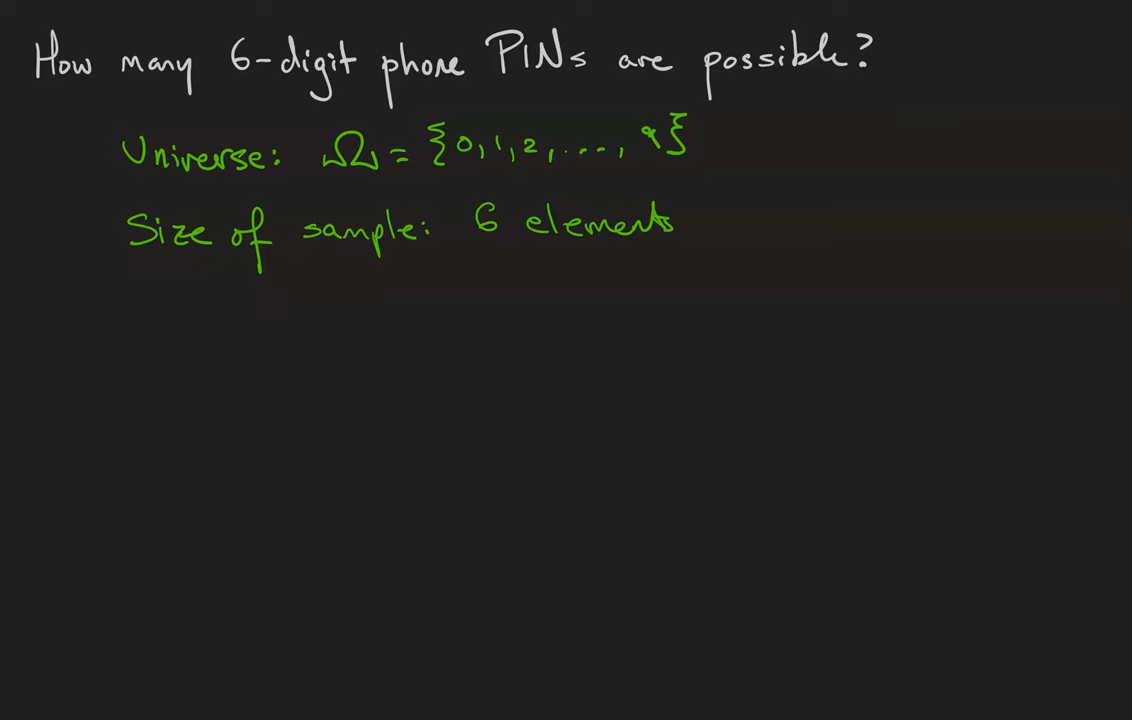 How many 6-digit phone PINs are possible?
Universe: Ω = {0, 1, 2, ...., 9}
Size of sample: 6 elements